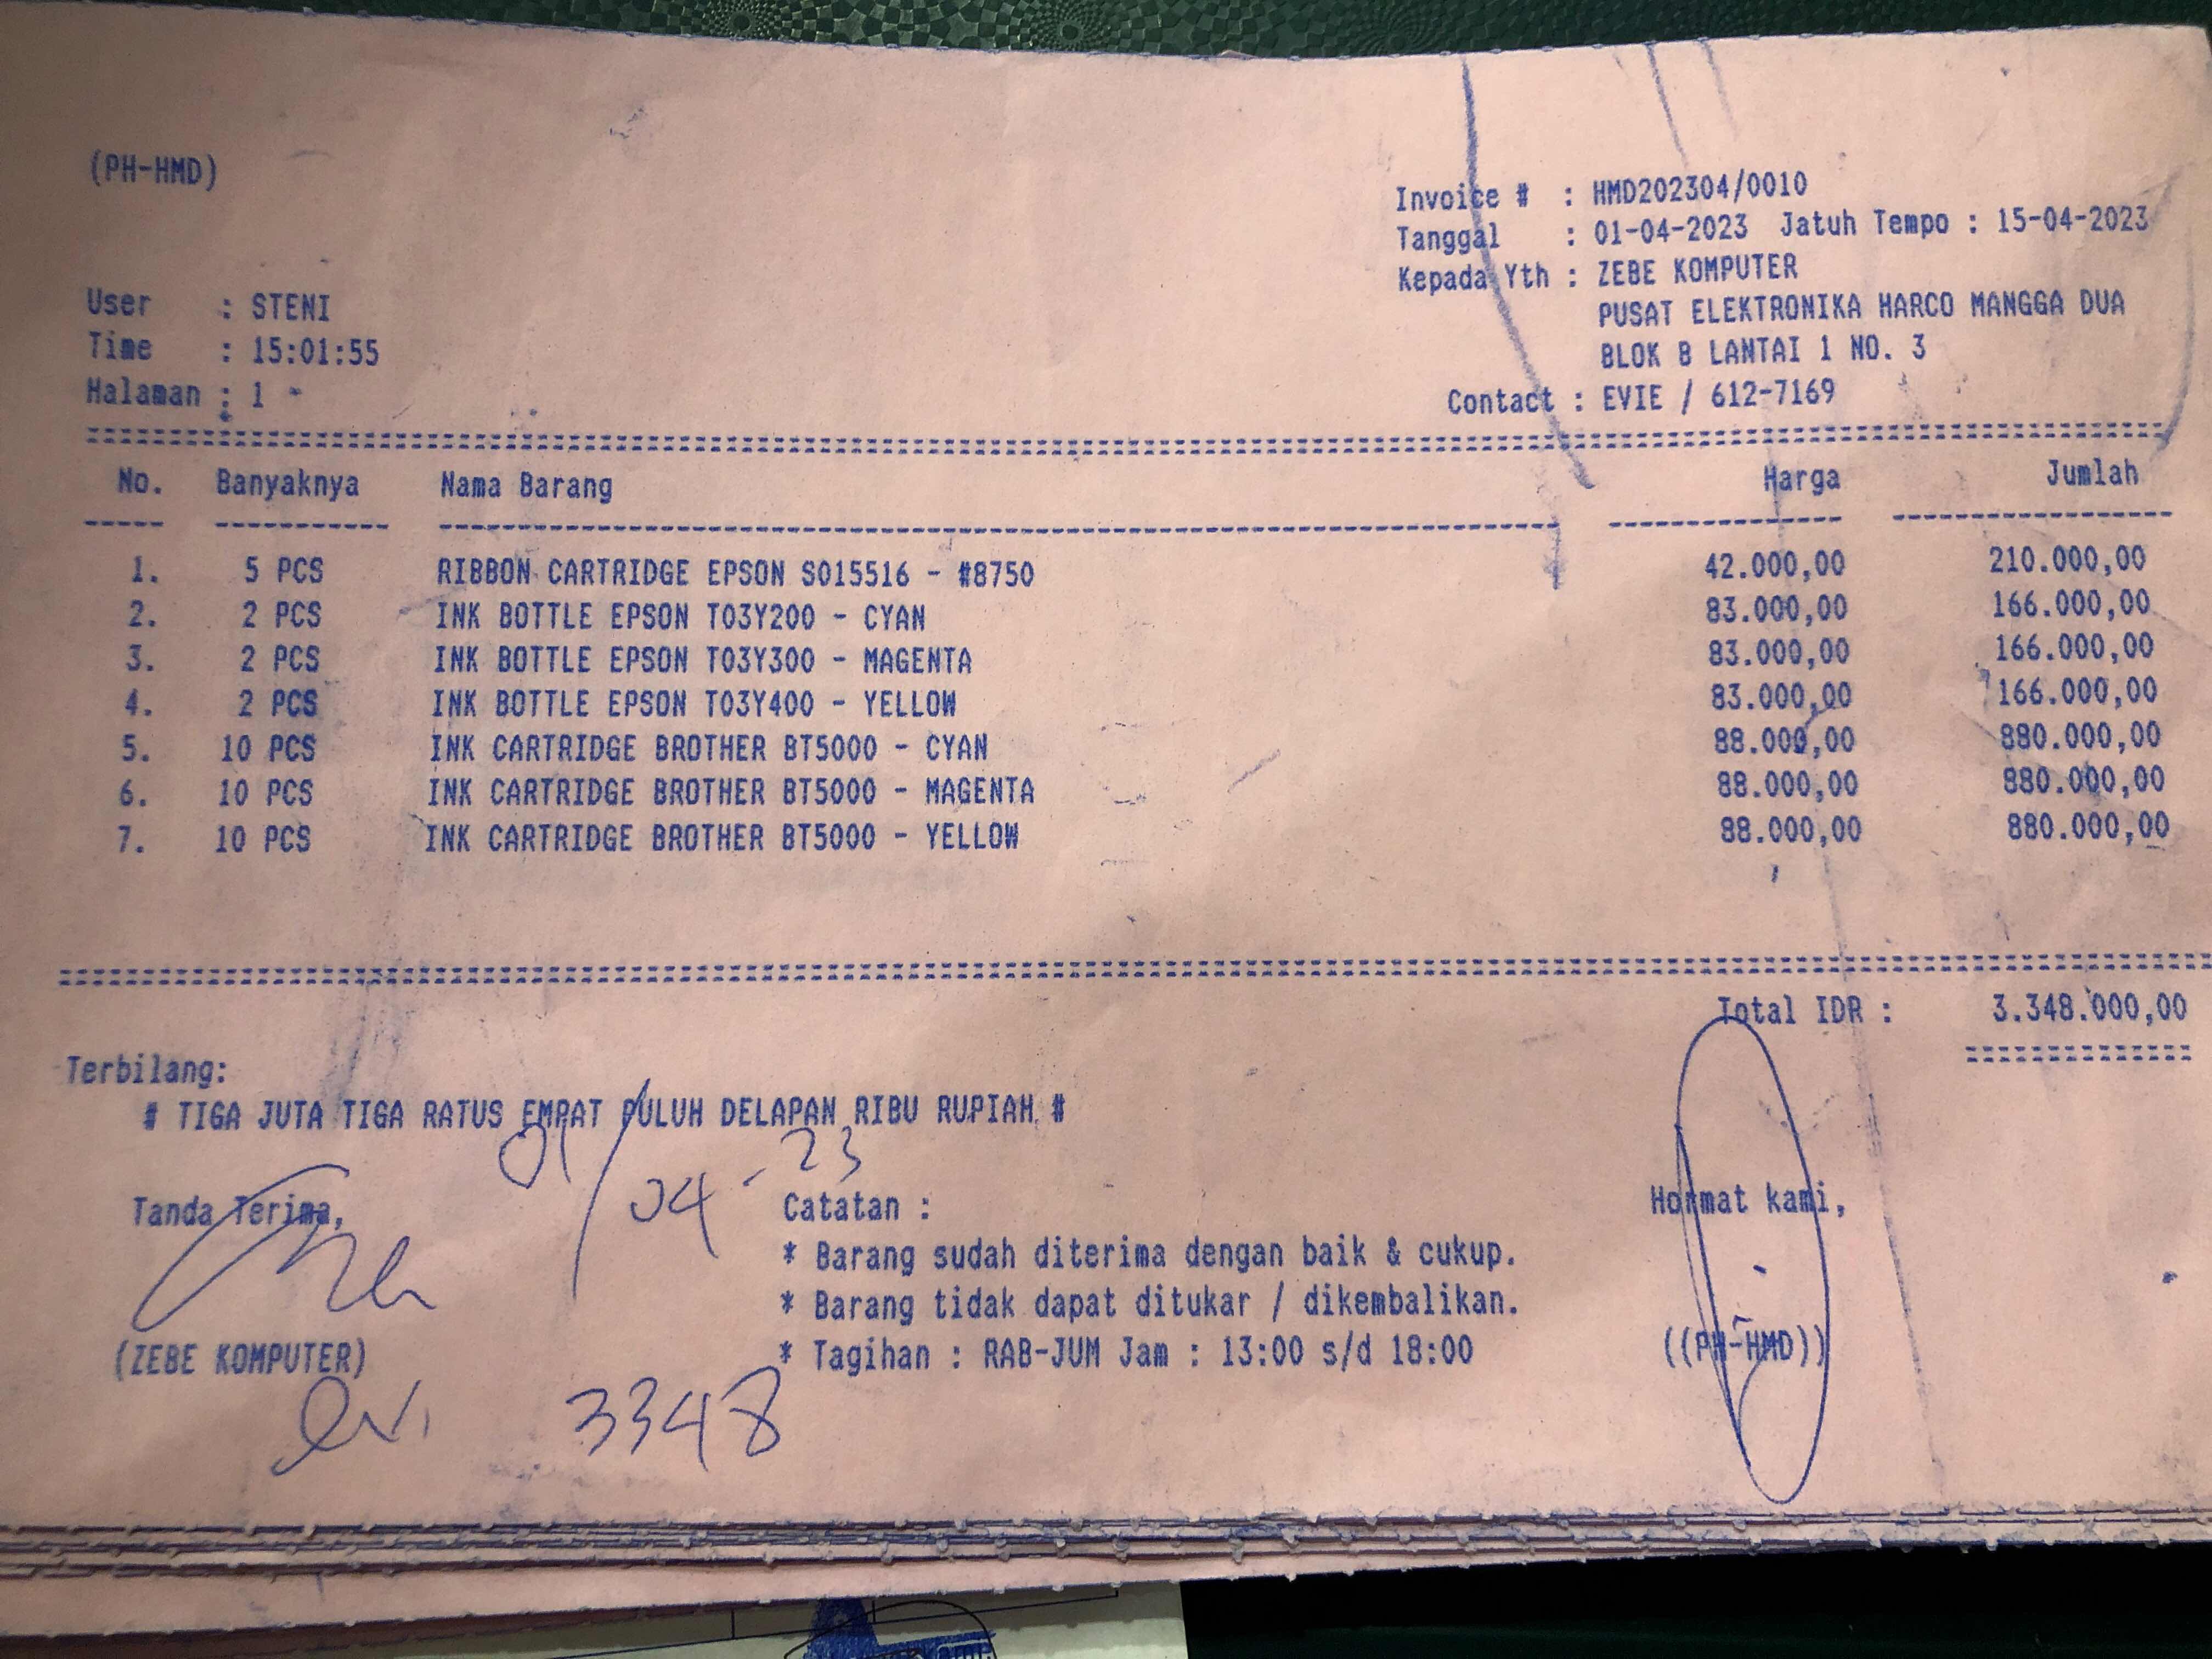 (PH-HMD)
Invoice # : HMD202304/0010
Tanggal : 01-04-2023 Jatuh Tempo : 15-04-2023
Kepada Yth : ZEBE KOMPUTER
PUSAT ELEKTRONIKA HARCO MANGGA DUA
BLOK B LANTAI 1 NO. 3
Contact : EVIE / 612-7169
User : STENI
Time : 15:01:55
Halaman : 1
No. Banyaknya Nama Barang Harga Jumlah
1. 5 PCS RIBBON CARTRIDGE EPSON S015516 - #8750 42.000,00 210.000,00
2. 2 PCS INK BOTTLE EPSON T03Y200 - CYAN 83.000,00 166.000,00
3. 2 PCS INK BOTTLE EPSON T03Y300 - MAGENTA 83.000,00 166.000,00
4. 2 PCS INK BOTTLE EPSON T03Y400 - YELLOW 83.000,00 166.000,00
5. 10 PCS INK CARTRIDGE BROTHER BT5000 - CYAN 88.000,00 880.000,00
6. 10 PCS INK CARTRIDGE BROTHER BT5000 - MAGENTA 88.000,00 880.000,00
7. 10 PCS INK CARTRIDGE BROTHER BT5000 - YELLOW 88.000,00 880.000,00
Total IDR : 3.348.000,00
Terbilang:
# TIGA JUTA TIGA RATUS EMPAT PULUH DELAPAN RIBU RUPIAH #
01/04-23
Tanda Terima,
(ZEBE KOMPUTER)
evi
3348
Catatan :
* Barang sudah diterima dengan baik & cukup.
* Barang tidak dapat ditukar / dikembalikan.
* Tagihan : RAB-JUM Jam : 13:00 s/d 18:00
Hormat kami,
((PH-HMD))